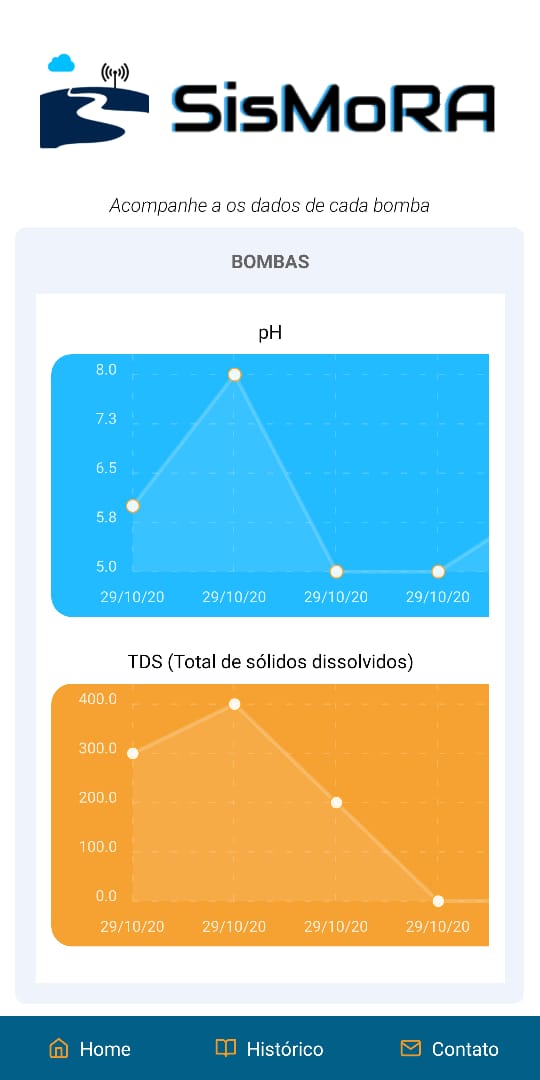 SisMoRA
Acompanhe a os dados de cada bomba
BOMBAS
pH
8.0
7.3
6.5
5.8
5.0
29/10/20 29/10/20 29/10/20 29/10/20
TDS (Total de sólidos dissolvidos)
400.0
300.0
200.0
100.0
0.0
29/10/20 29/10/20 29/10/20 29/10/20
Home Histórico Contato